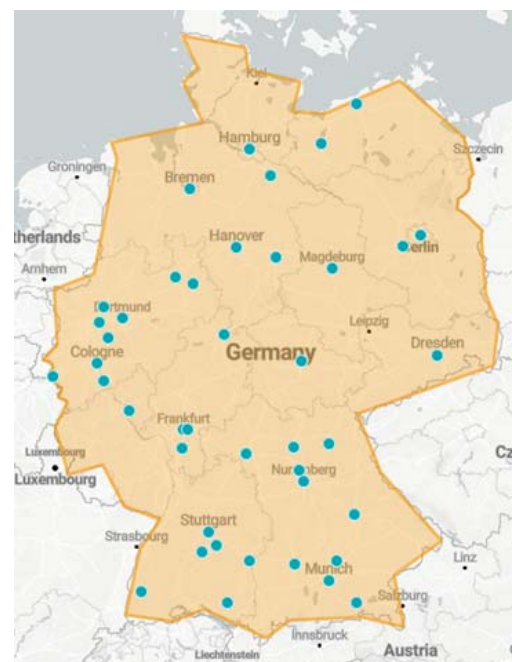 Kiel
Hamburg
Szczecin
Groningen
Bremen
therlands
Hanover
Berlin
Magdeburg
Arnhem
Dortmund
Leipzig
Cologne
Germany
Dresden
Frankfurt
Luxembourg
Cz
Nuremberg
Luxembourg
Stuttgart
Strasbourg
Linz
Munich
Salzburg
Innsbruck
Liechtenstein
Austria